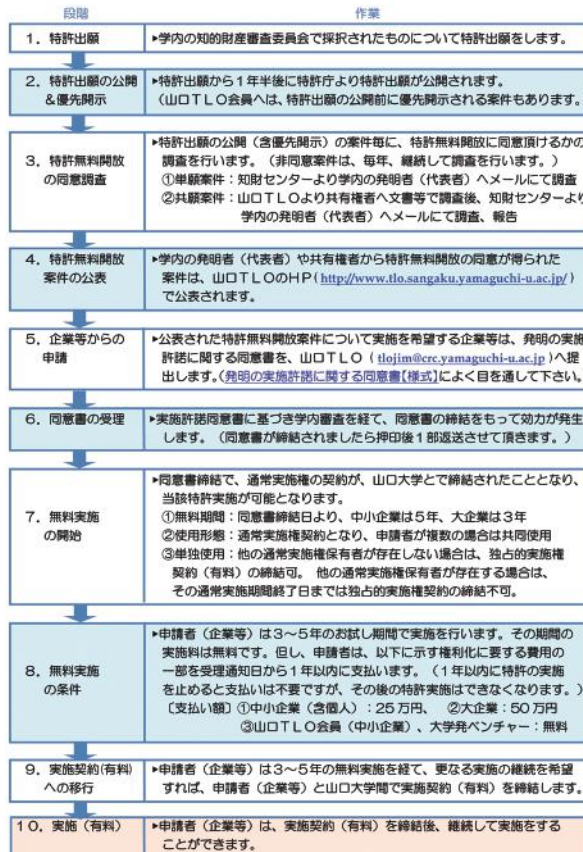 段階
作業
1．特許出願
▶学内の知的財産審査委員会で採択されたものについて特許出願をします。
2．特許出願の公開
＆優先開示
▶特許出願から１年半後に特許庁より特許出願が公開されます。
（山口ＴＬＯ会員へは、特許出願の公開前に優先開示される案件もあります。
3．特許無料開放
の同意調査
▶特許出願の公開（含優先開示）の案件毎に、特許無料開放に同意頂けるかの
調査を行います。（非同意案件は、毎年、継続して調査を行います。）
①単願案件：知財センターより学内の発明者（代表者）へメールにて調査
②共願案件：山口ＴＬＯより共有権者へ文書等で調査後、知財センターより
学内の発明者（代表者）へメールにて調査、報告
4．特許無料開放
案件の公表
▶学内の発明者（代表者）や共有権者から特許無料開放の同意が得られた
案件は、山口ＴＬＯのＨＰ（http://www.tlo.sangaku.yamaguchi-u.ac.jp/）
で公表されます。
5．企業等からの
申請
▶公表された特許無料開放案件について実施を希望する企業等は、発明の実施
許諾に関する同意書を、山口ＴＬＯ（tlojim@crc.yamaguchi-u.ac.jp）へ提
出します。（発明の実施許諾に関する同意書【様式】によく目を通して下さい。
6．同意書の受理
▶実施許諾同意書に基づき学内審査を経て、同意書の締結をもって効力が発生
します。（同意書が締結されましたら押印後１部返送させて頂きます。）
7．無料実施
の開始
▶同意書締結で、通常実施権の契約が、山口大学とで締結されたこととなり、
当該特許実施が可能となります。
①無料期間：同意書締結日より、中小企業は５年、大企業は３年
②使用形態：通常実施権契約となり、申請者が複数の場合は共同使用
③単独使用：他の通常実施権保有者が存在しない場合は、独占的実施権
契約（有料）の締結可。 他の通常実施権保有者が存在する場合は、
その通常実施期間終了日までは独占的実施権契約の締結不可。
8．無料実施
の条件
▶申請者（企業等）は３～５年のお試し期間で実施を行います。その期間の
実施料は無料です。但し、申請者は、以下に示す権利化に要する費用の
一部を受理通知日から１年以内に支払います。（１年以内に特許の実施
を止めると支払いは不要ですが、その後の特許実施はできなくなります。）
〔支払い額〕①中小企業（含個人）：25万円、 ②大企業：50万円
③山口ＴＬＯ会員（中小企業）、大学発ベンチャー：無料
9．実施契約(有料)
への移行
▶申請者（企業等）は３～５年の無料実施を経て、更なる実施の継続を希望
すれば、申請者（企業等）と山口大学間で実施契約（有料）を締結します。
10．実施（有料）
▶申請者（企業等）は、実施契約（有料）を締結後、継続して実施をする
ことができます。